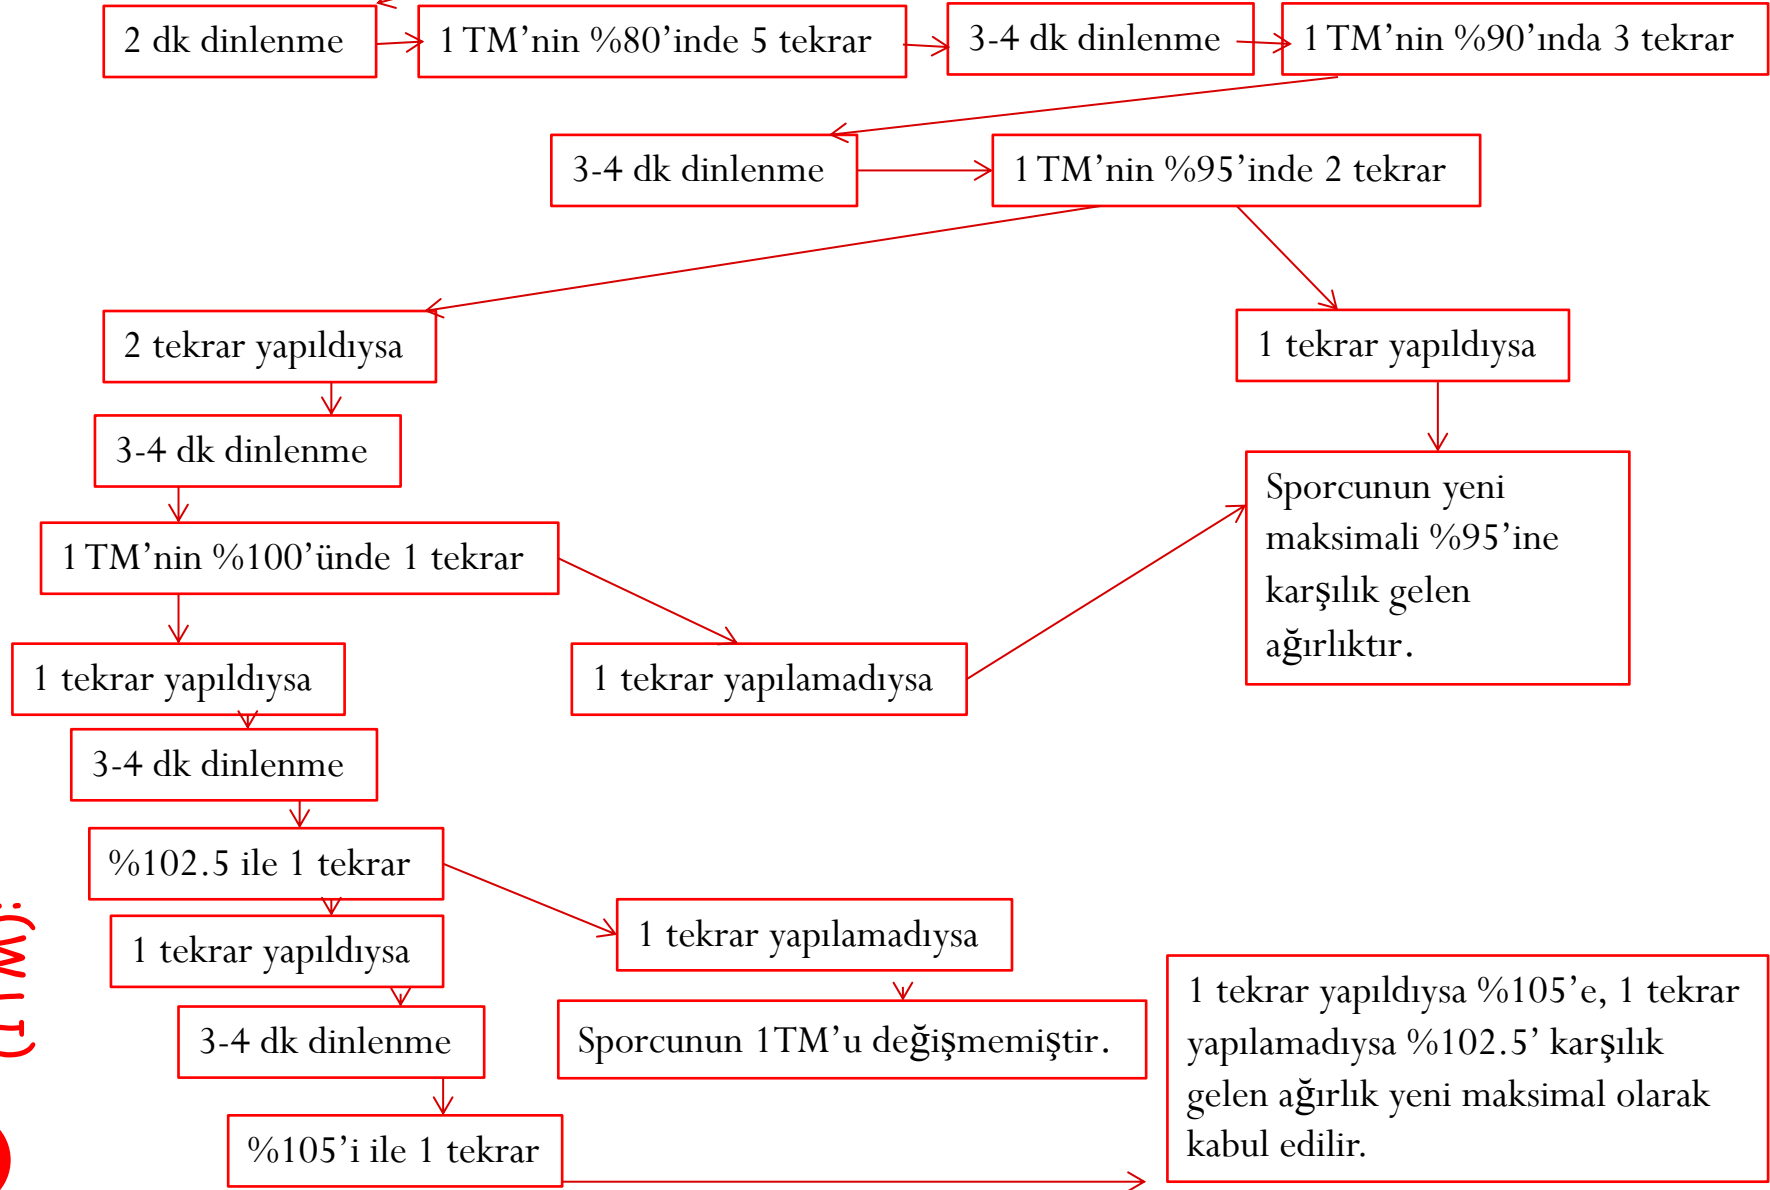 2 dk dinlenme
1 TM’nin %80’inde 5 tekrar
3-4 dk dinlenme
1 TM’nin %90’ında 3 tekrar
3-4 dk dinlenme
1 TM’nin %95’inde 2 tekrar
2 tekrar yapıldıysa
1 tekrar yapıldıysa
3-4 dk dinlenme
Sporcunun yeni
maksimali %95’ine
karşılık gelen
ağırlıktır.
1 TM’nin %100’ünde 1 tekrar
1 tekrar yapıldıysa
1 tekrar yapılamadıysa
3-4 dk dinlenme
%102.5 ile 1 tekrar
1 tekrar yapıldıysa
1 tekrar yapılamadıysa
3-4 dk dinlenme
Sporcunun 1TM’u değişmemiştir.
1 tekrar yapıldıysa %105’e, 1 tekrar
yapılamadıysa %102.5’ karşılık
gelen ağırlık yeni maksimal olarak
kabul edilir.
%105’i ile 1 tekrar
(1TM):